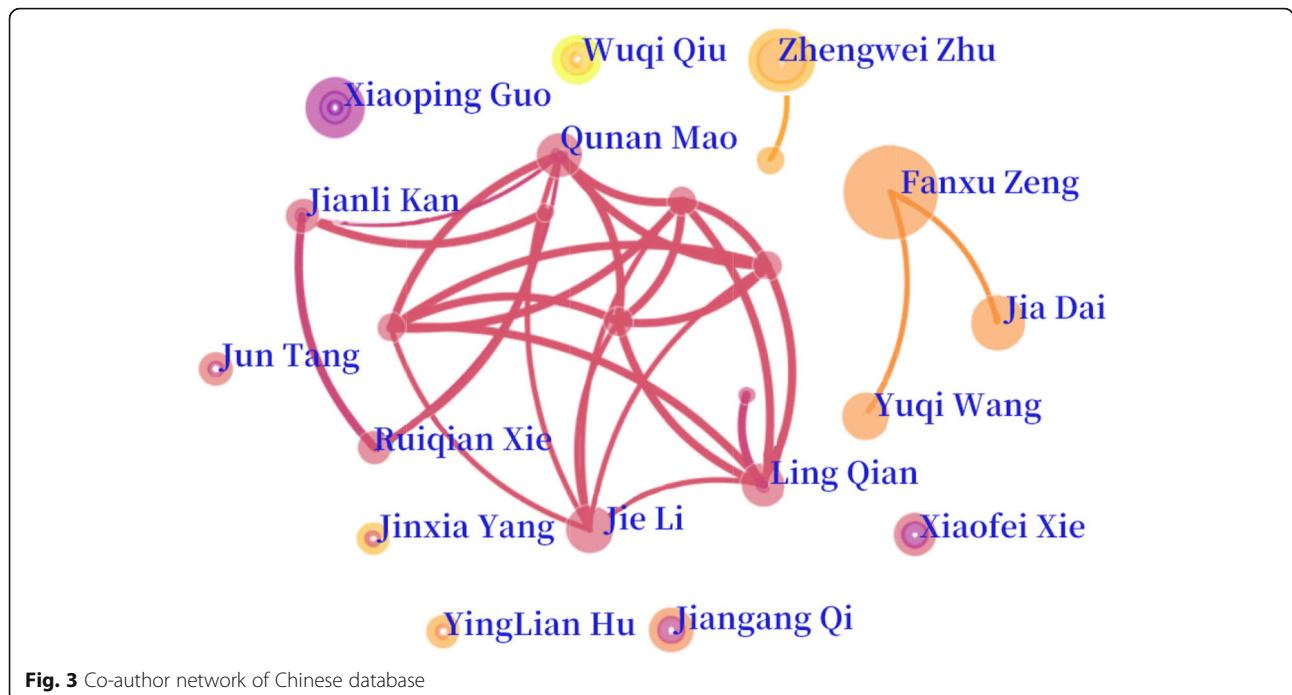 Wuqi Qiu
Zhengwei Zhu
Xiaoping Guo
Qunan Mao
Fanxu Zeng
Jianli Kan
Jia Dai
Jun Tang
Yuqi Wang
Ruiqian Xie
Ling Qian
Jinxia Yang
Jie Li
Xiaofei Xie
YingLian Hu
Jiangang Qi
Fig. 3 Co-author network of Chinese database